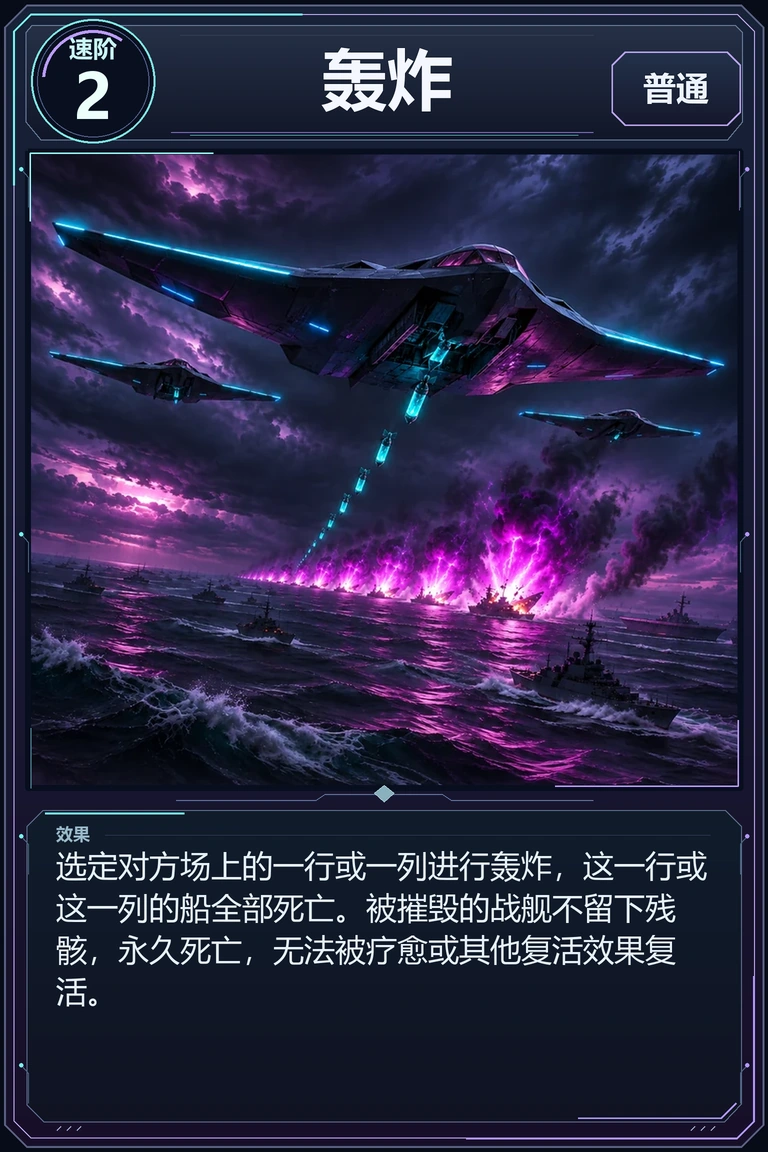 速阶
2
轰炸
普通
效果
选定对方场上的一行或一列进行轰炸，这一行或
这一列的船全部死亡。被摧毁的战舰不留下残
骸，永久死亡，无法被疗愈或其他复活效果复
活。